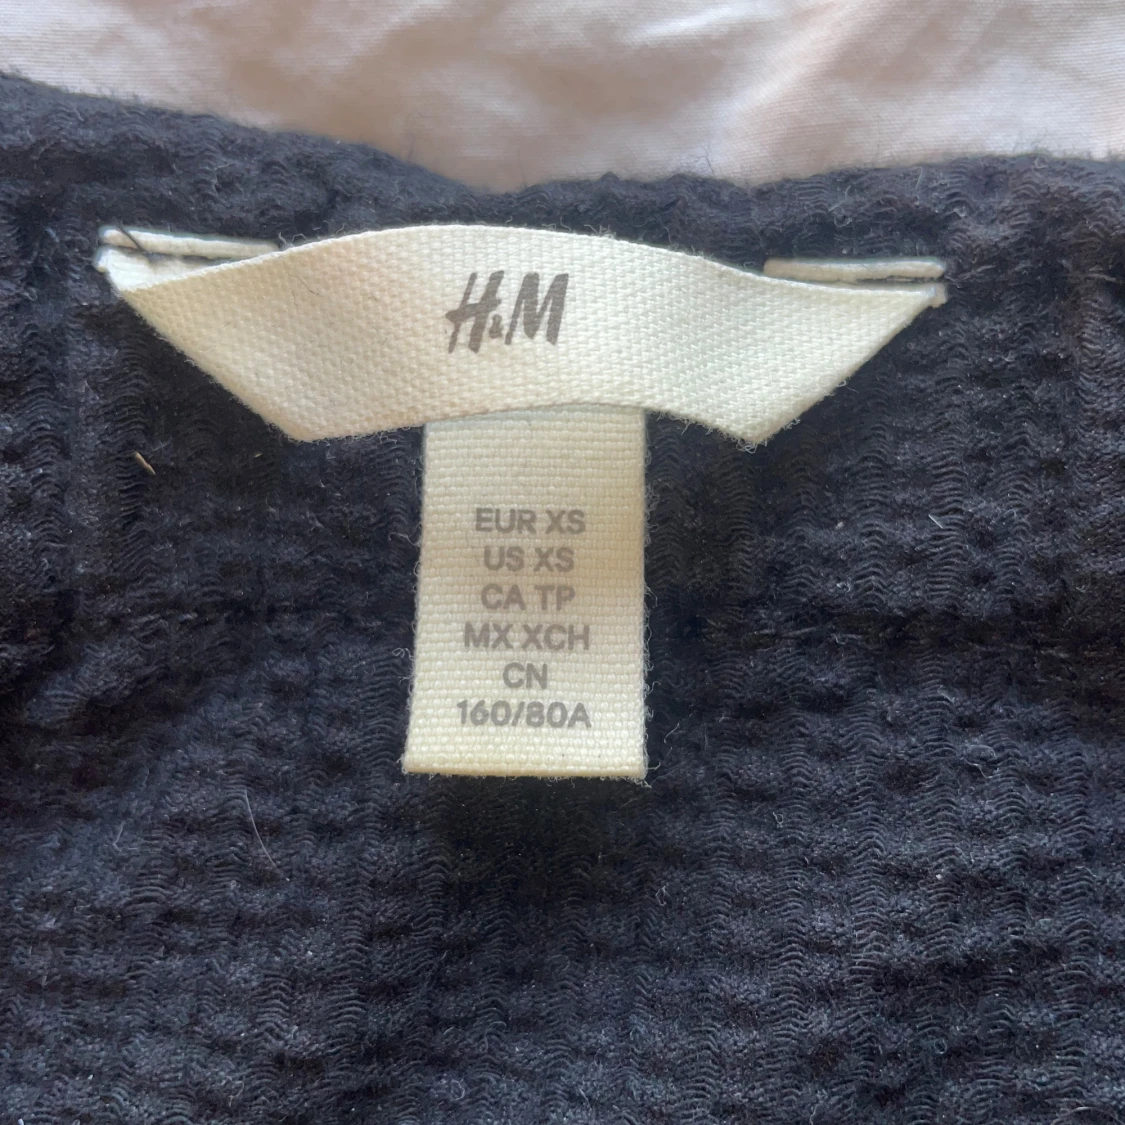 H&M
EUR XS
US XS
CA TP
MX XCH
CN
160/80A